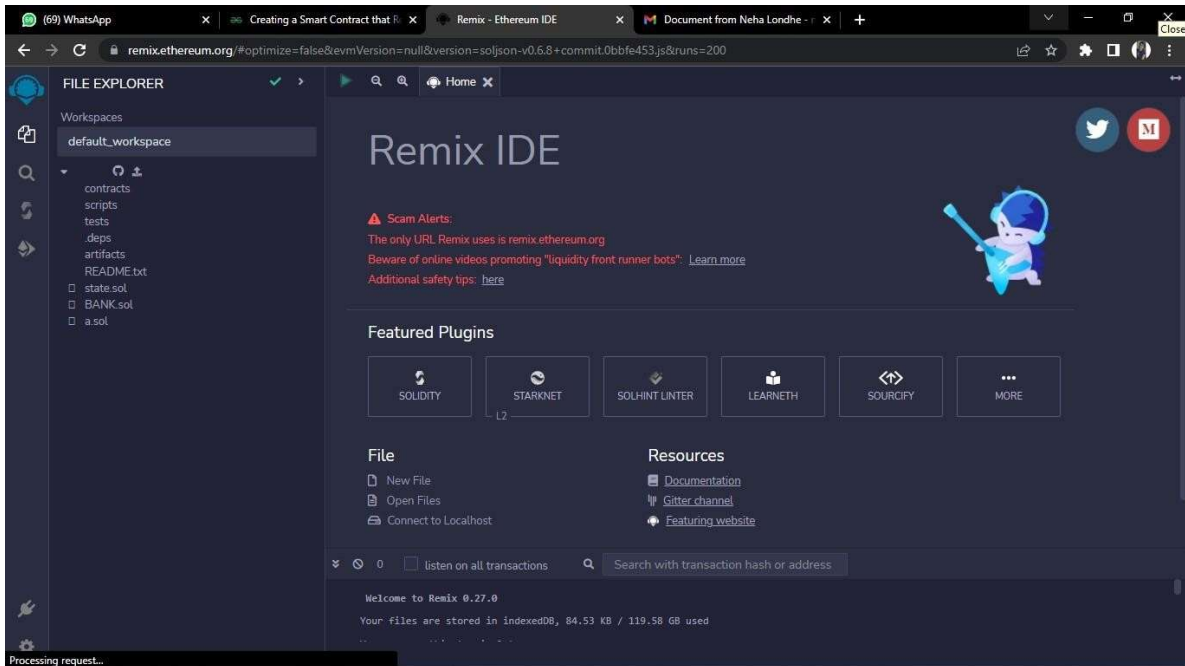 (69) WhatsApp
Creating a Smart Contract that R
Remix - Ethereum IDE
Document from Neha Londhe -
Close
remix.ethereum.org/#optimize=false&evmVersion=null&version=soljson-v0.6.8+commit.0bbfe453.js&runs=200
FILE EXPLORER
Workspaces
default_workspace
contracts
scripts
tests
.deps
artifacts
README.txt
state.sol
BANK.sol
a.sol
Home
Remix IDE
Scam Alerts:
The only URL Remix uses is remix.ethereum.org
Beware of online videos promoting "liquidity front runner bots": Learn more
Additional safety tips: here
Featured Plugins
SOLIDITY
STARKNET
L2
SOLHINT LINTER
LEARNETH
SOURCIFY
MORE
File
New File
Open Files
Connect to Localhost
Resources
Documentation
Gitter channel
Featuring website
0
listen on all transactions
Search with transaction hash or address
Welcome to Remix 0.27.0
Your files are stored in indexedDB, 84.53 KB / 119.58 GB used
Processing request...